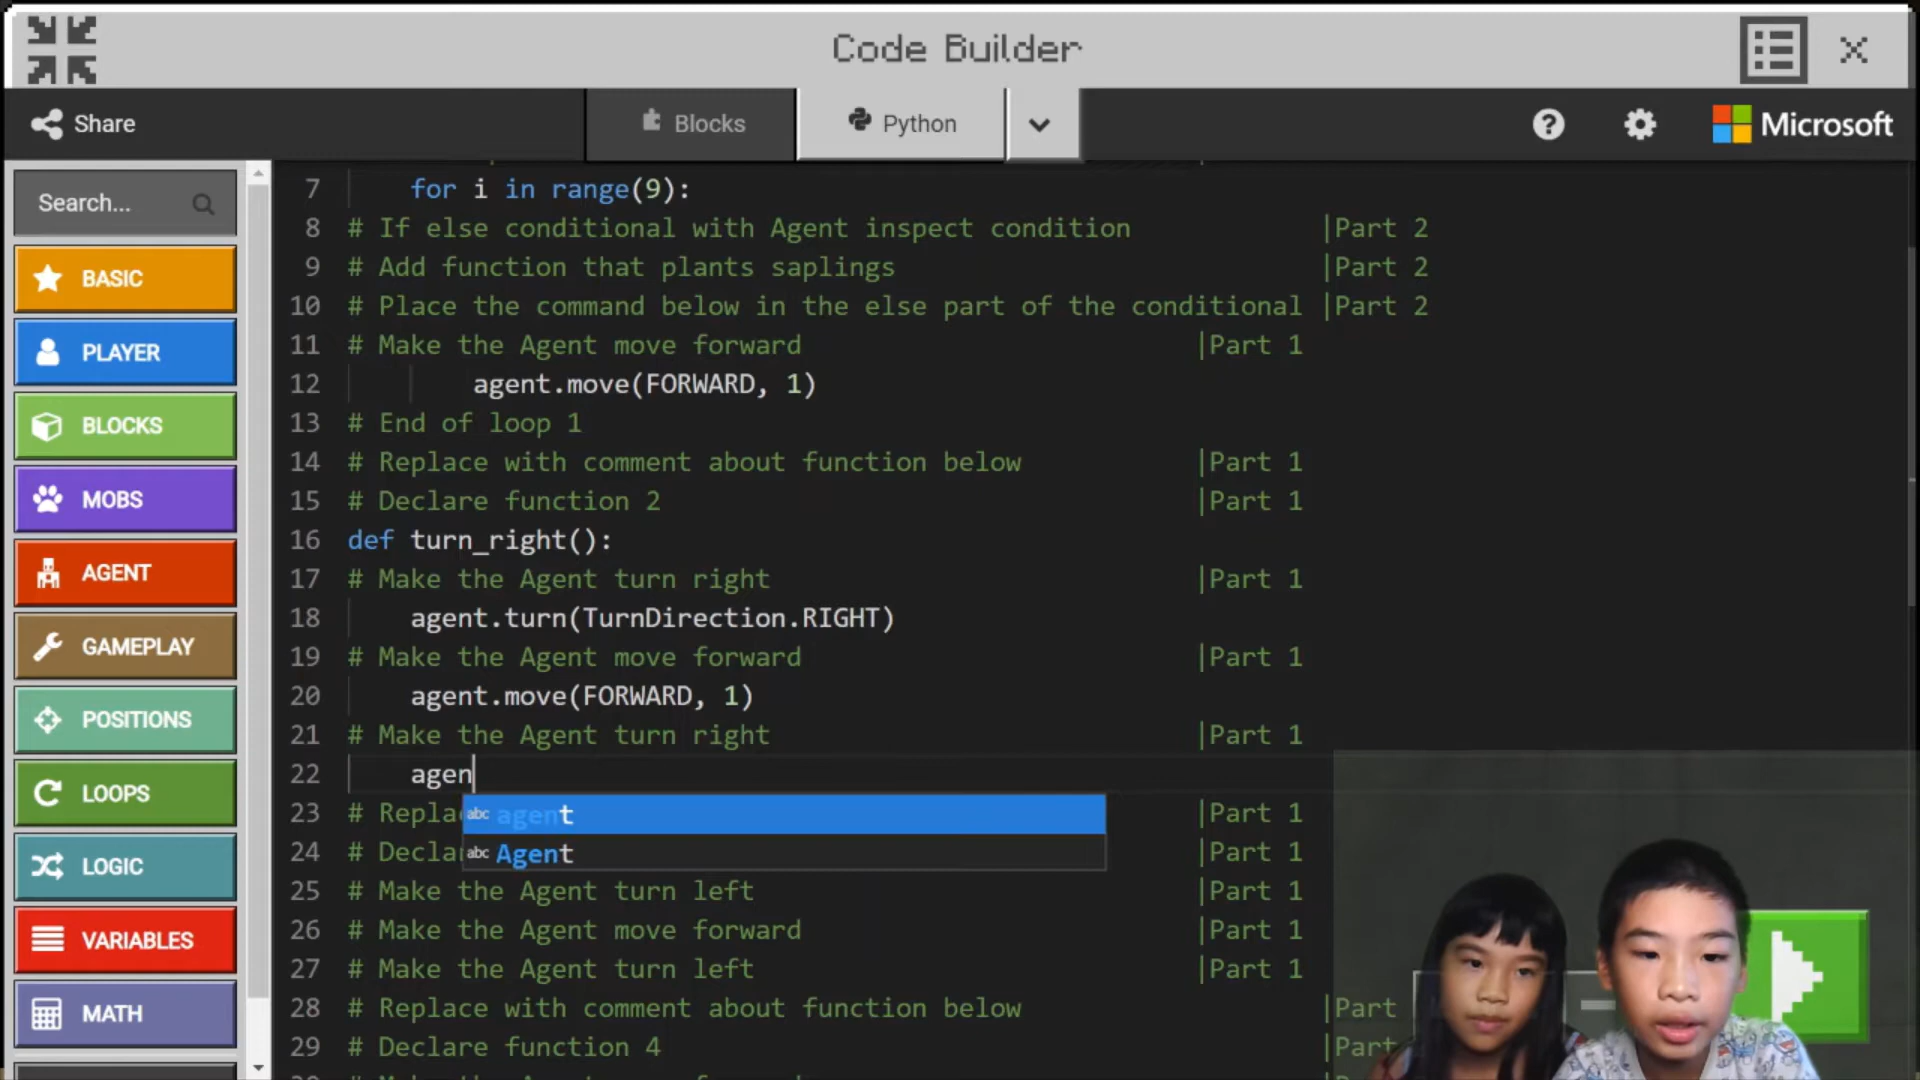 Code Builder
Share
Blocks
Python
Microsoft
Search...
BASIC
PLAYER
BLOCKS
MOBS
AGENT
GAMEPLAY
POSITIONS
LOOPS
LOGIC
VARIABLES
MATH
7 for i in range(9):
8 # If else conditional with Agent inspect condition |Part 2
9 # Add function that plants saplings |Part 2
10 # Place the command below in the else part of the conditional |Part 2
11 # Make the Agent move forward |Part 1
12 agent.move(FORWARD, 1)
13 # End of loop 1
14 # Replace with comment about function below |Part 1
15 # Declare function 2 |Part 1
16 def turn_right():
17 # Make the Agent turn right |Part 1
18 agent.turn(TurnDirection.RIGHT)
19 # Make the Agent move forward |Part 1
20 agent.move(FORWARD, 1)
21 # Make the Agent turn right |Part 1
22 agen
abc agent
23 # Repla |Part 1
abc Agent
24 # Decla |Part 1
25 # Make the Agent turn left |Part 1
26 # Make the Agent move forward |Part 1
27 # Make the Agent turn left |Part 1
28 # Replace with comment about function below |Part
29 # Declare function 4 |Part